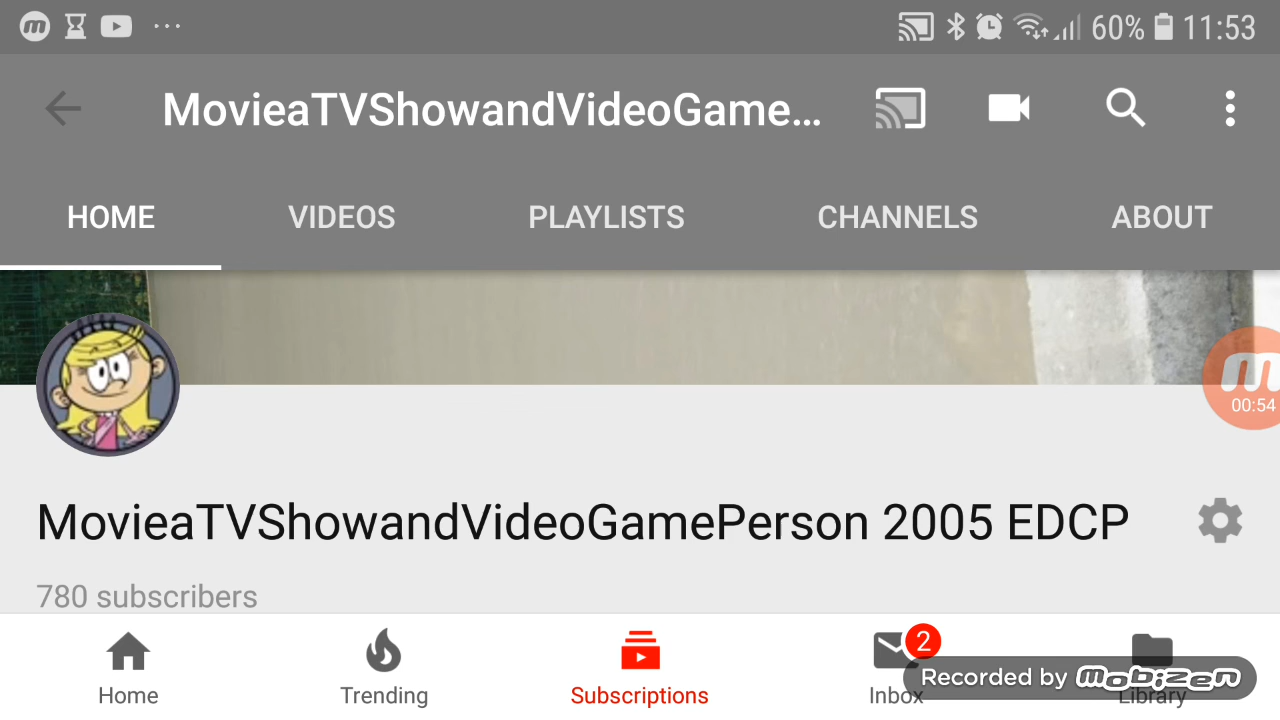 60% 11:53
MovieaTVShowandVideoGame...
HOME VIDEOS PLAYLISTS CHANNELS ABOUT
m
00:54
MovieaTVShowandVideoGamePerson 2005 EDCP
780 subscribers
2
Recorded by mobizen
Home Trending Subscriptions Inbox Library